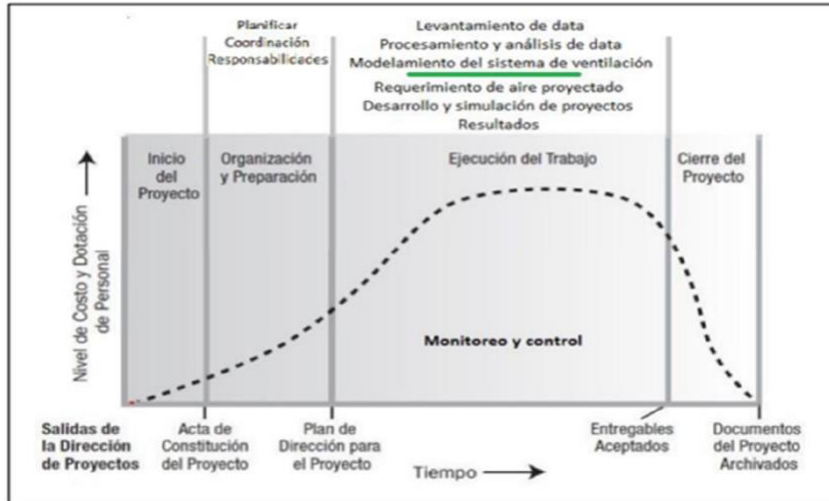 Planificar
Coordinación
Responsabilidades
Levantamiento de data
Procesamiento y análisis de data
Modelamiento del sistema de ventilación
Requerimiento de aire proyectado
Desarrollo y simulación de proyectos
Resultados
Inicio
del
Proyecto
Organización
y Preparación
Ejecución del Trabajo
Cierre del
Proyecto
Nivel de Costo y Dotación
de Personal
Monitoreo y control
Salidas de
la Dirección
de Proyectos
Acta de
Constitución
del Proyecto
Plan de
Dirección para
el Proyecto
Tiempo
Entregables
Aceptados
Documentos
del Proyecto
Archivados